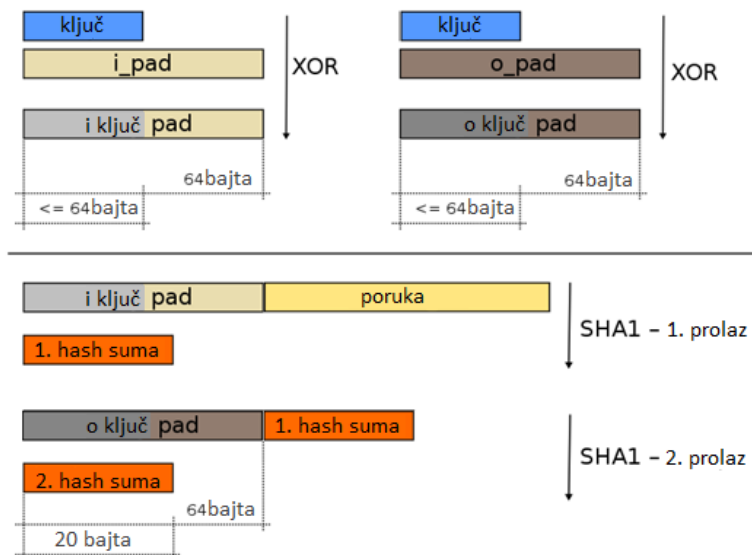 ključ
i_pad
XOR
i ključ pad
64bajta
<= 64bajta
ključ
o_pad
XOR
o ključ pad
64bajta
<= 64bajta
i ključ pad
poruka
SHA1 – 1. prolaz
1. hash suma
o ključ pad
1. hash suma
SHA1 – 2. prolaz
2. hash suma
64bajta
20 bajta